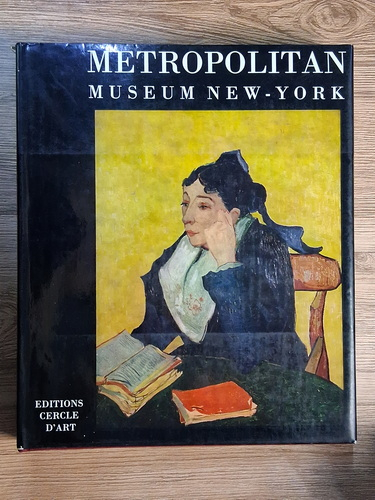 METROPOLITAN
MUSEUM NEW-YORK
EDITIONS
CERCLE
D'ART